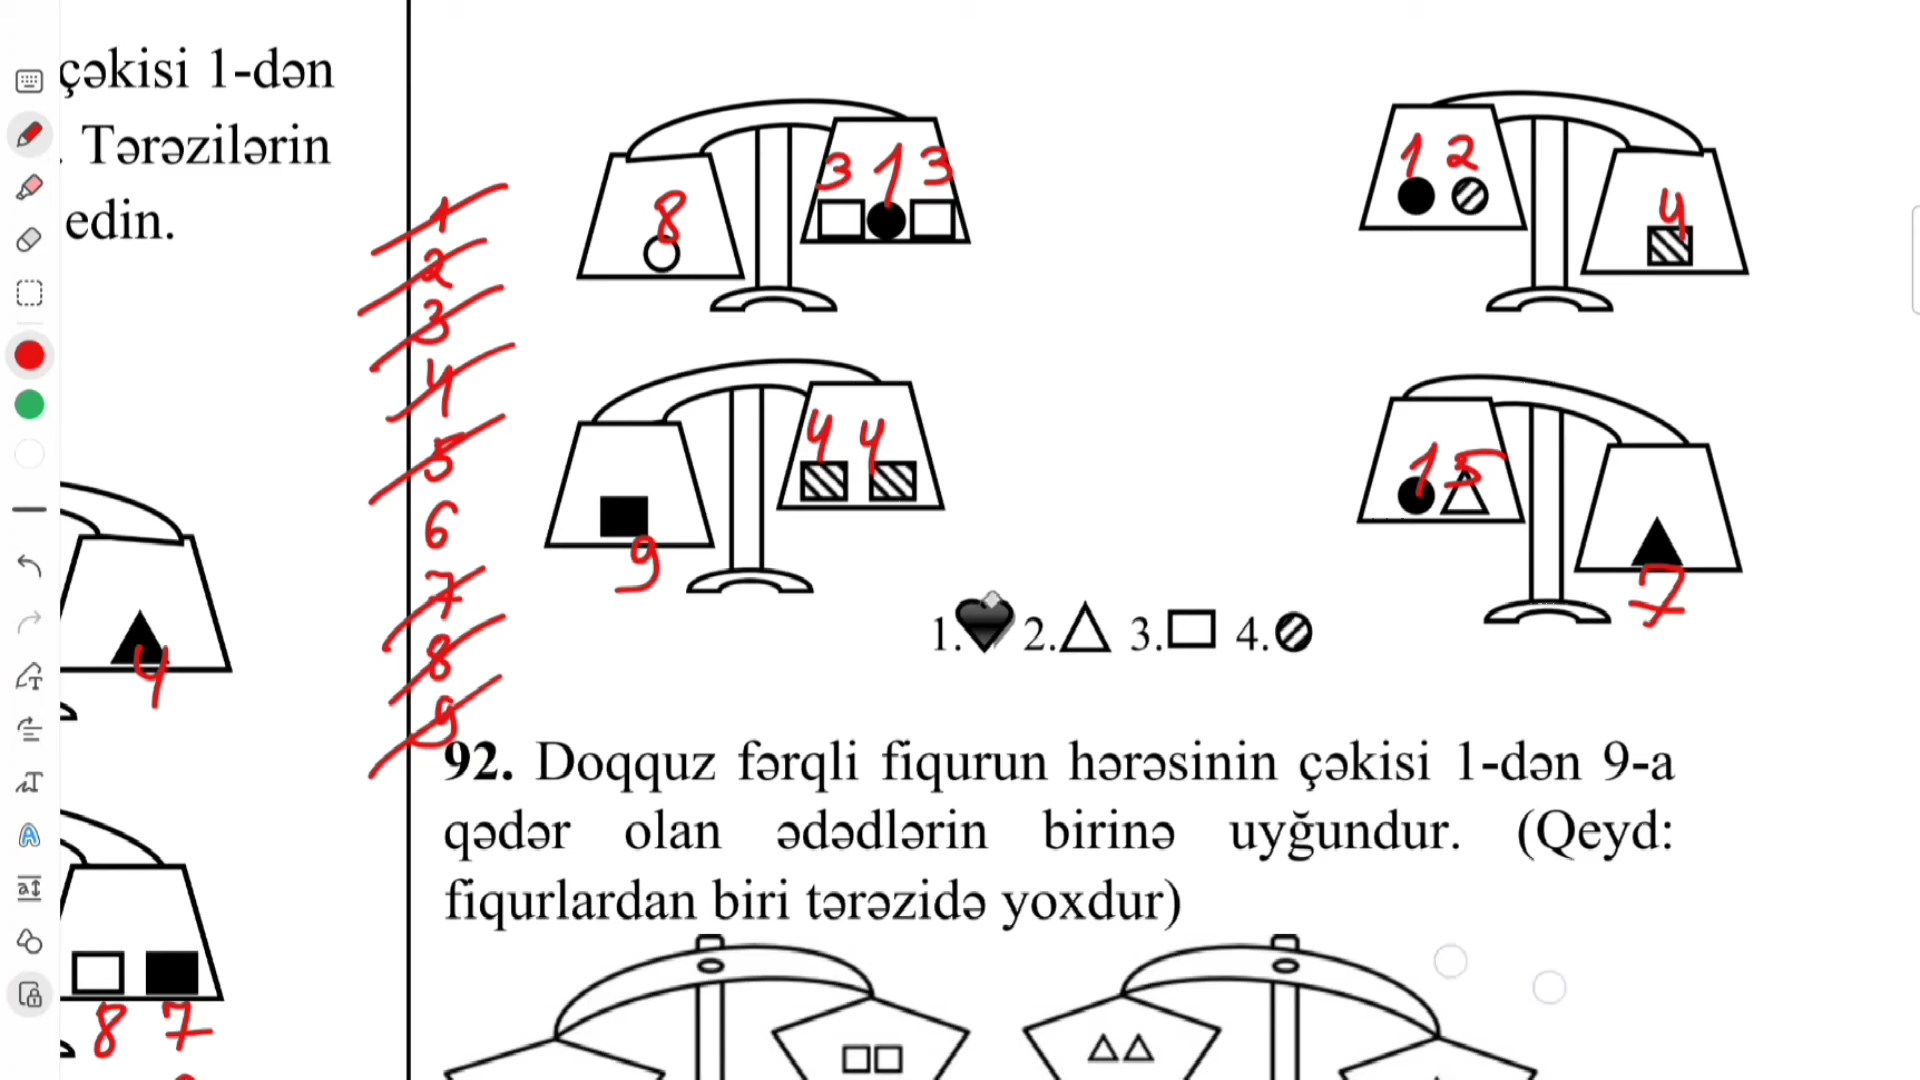 çəkisi 1-dən
. Tərəzilərin
edin.
4
8 7
1
2
3
4
5
6
7
8
9
8
3 1 3
1 2
4
9
4 4
1 5
7
1. 2. 3. 4.
92. Doqquz fərqli fiqurun hərəsinin çəkisi 1-dən 9-a
qədər olan ədədlərin birinə uyğundur. (Qeyd:
fiqurlardan biri tərəzidə yoxdur)